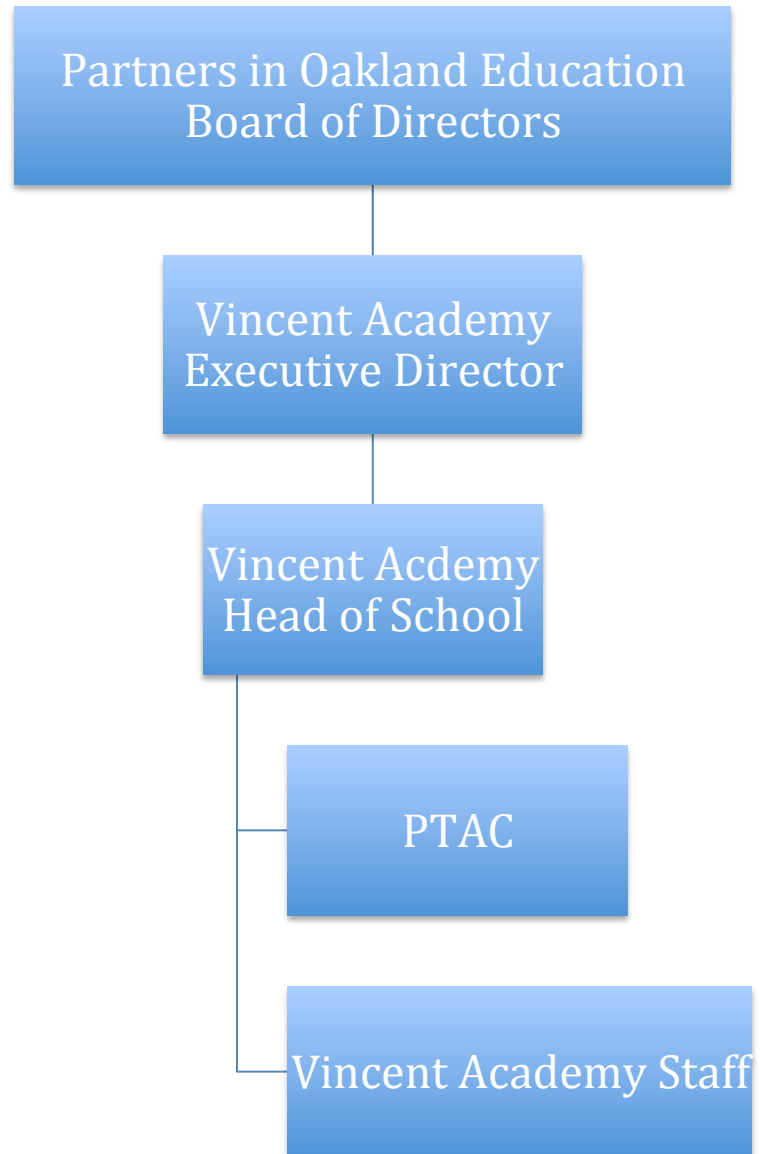 Partners in Oakland Education
Board of Directors
Vincent Academy
Executive Director
Vincent Acdemy
Head of School
PTAC
Vincent Academy Staff